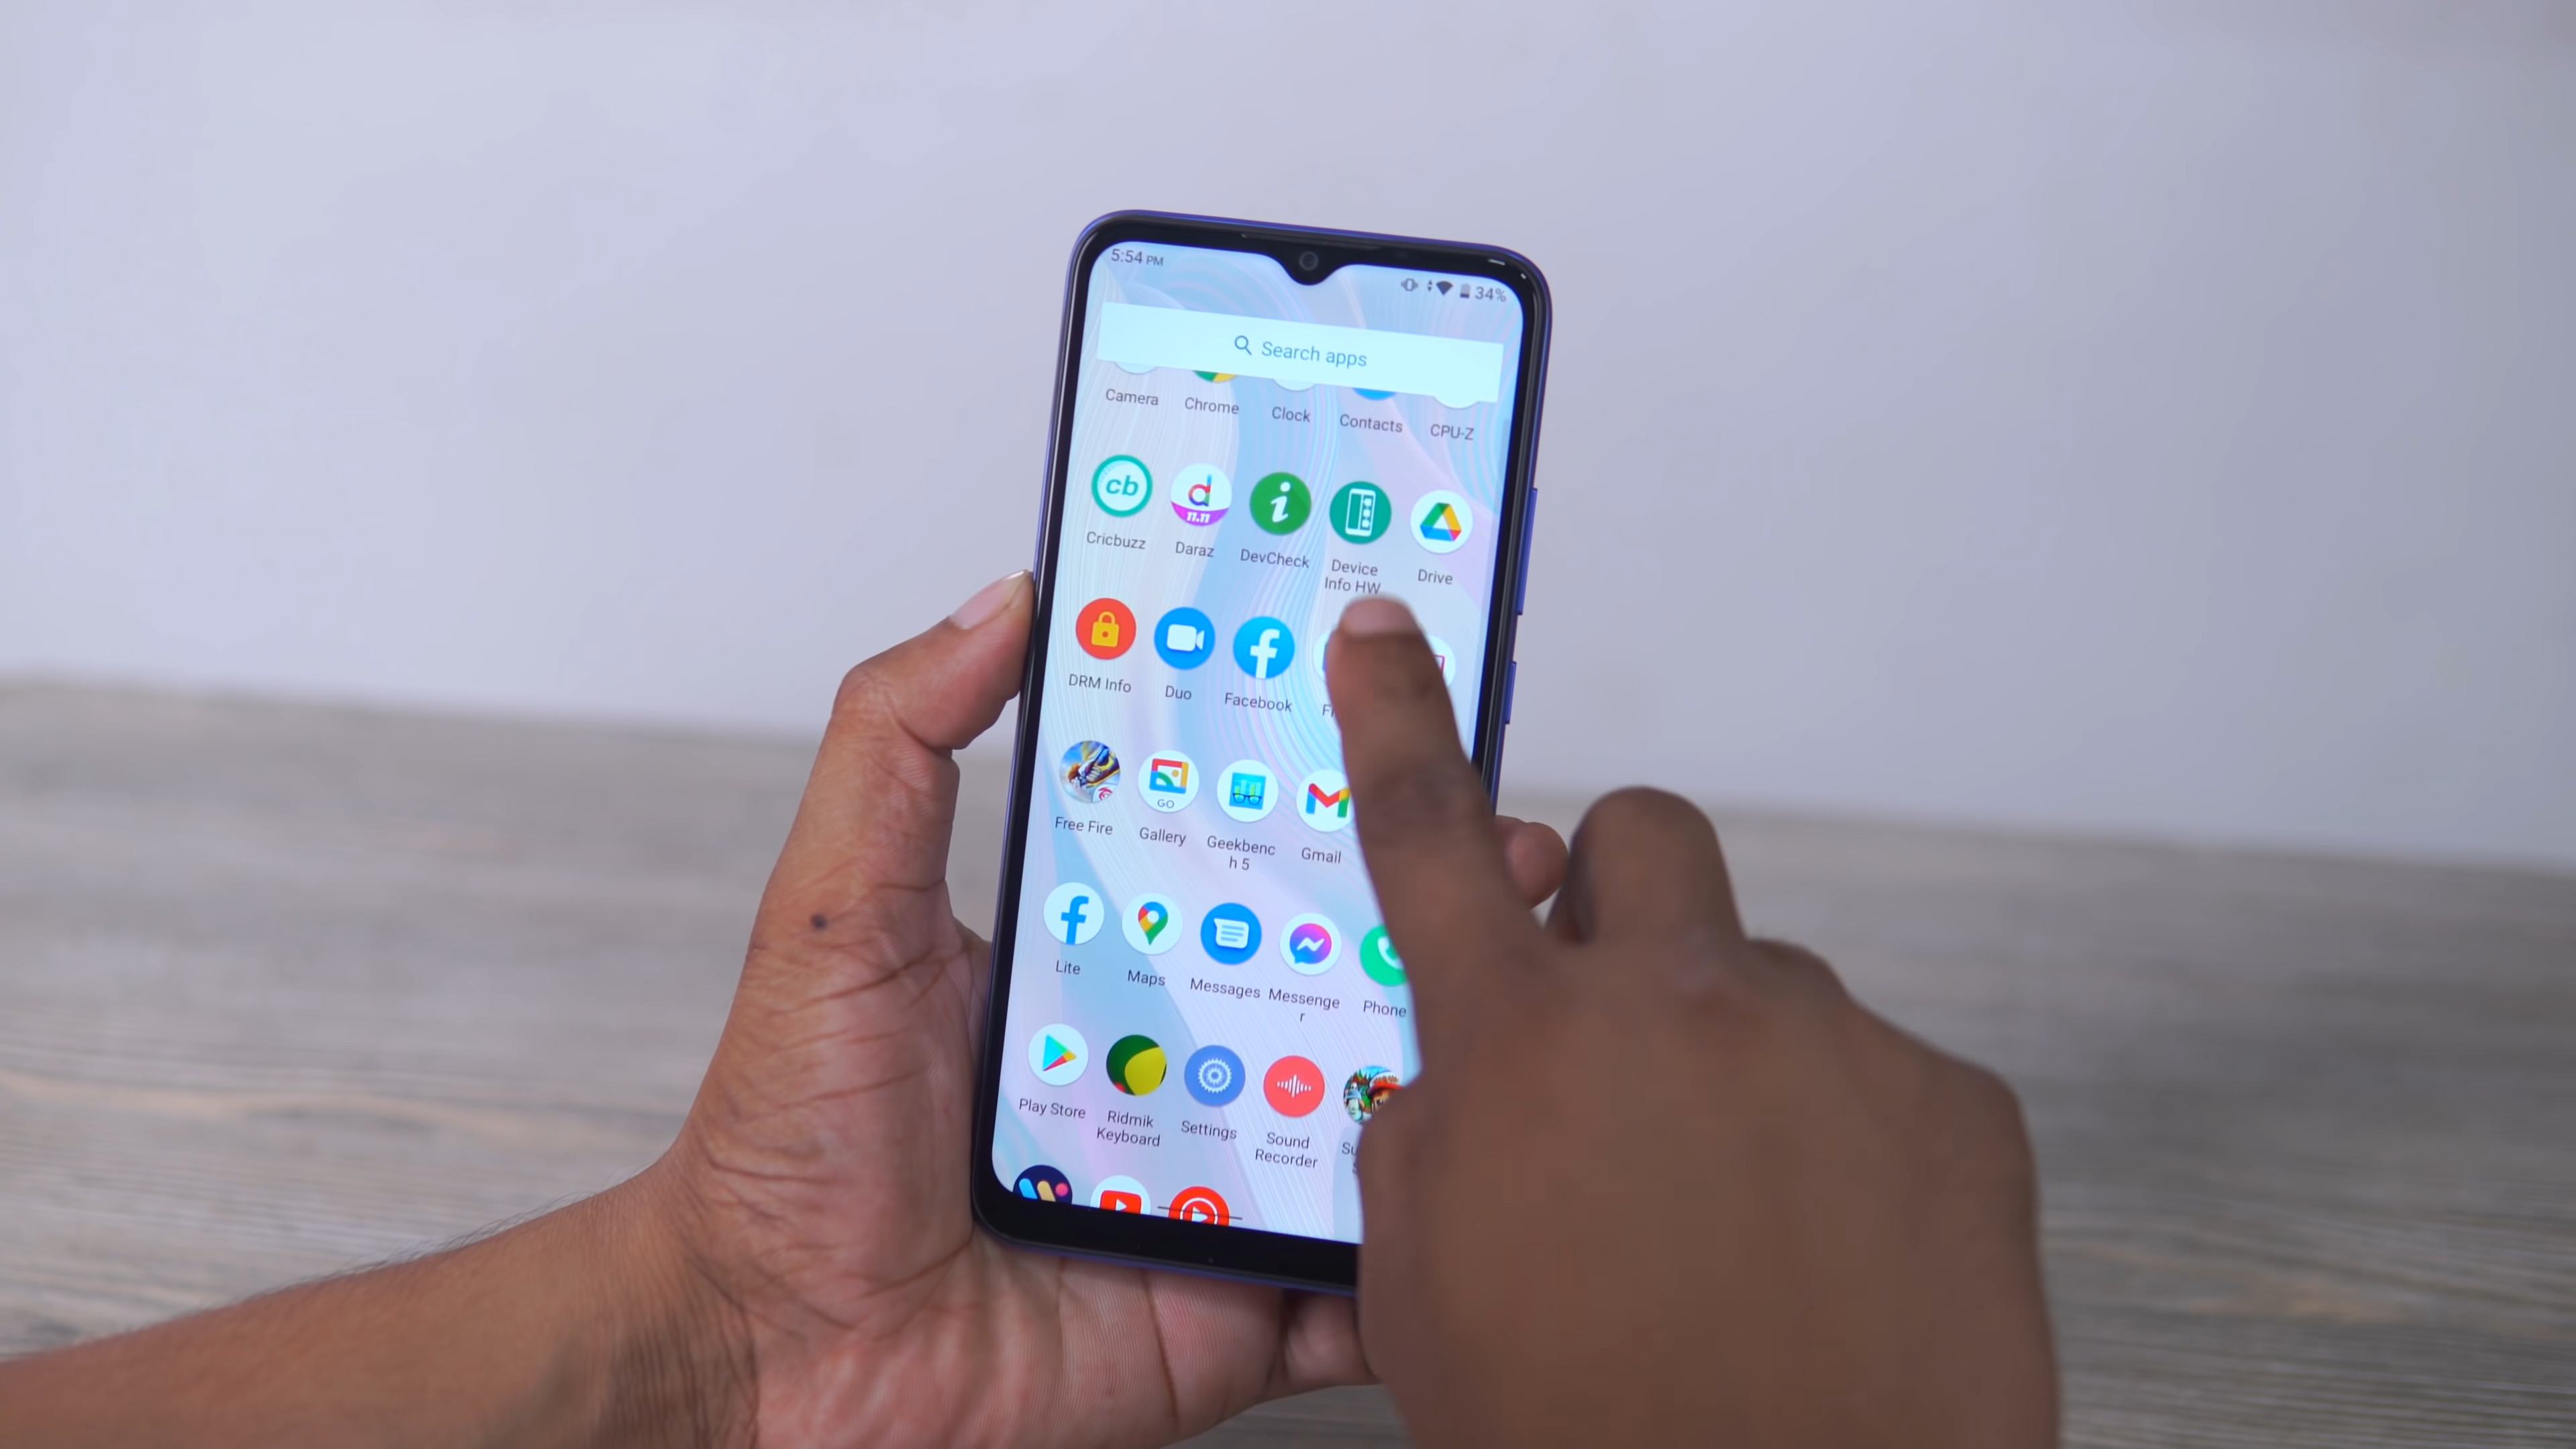 5:54 PM
34%
Search apps
Camera Chrome Clock Contacts CPU-Z
cb
d
11.11
i
Cricbuzz Daraz DevCheck Device Drive
Info HW
f
DRM Info Duo Facebook
GO
Free Fire Gallery Geekbenc Gmail
h 5
f
Lite Maps Messages Messenge Phone
r
Play Store Ridmik Settings Sound
Keyboard Recorder